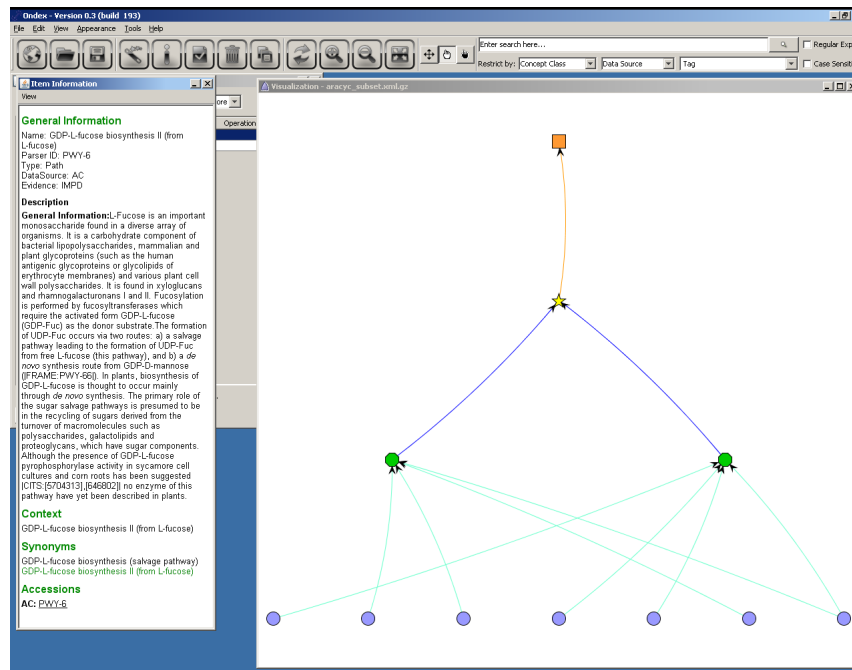 Ondex - Version 0.3 (build 193)
File Edit View Appearance Tools Help
Enter search here...
Regular Exp
Restrict by: Concept Class Data Source Tag
Case Sensiti
Item Information
View
ore
Operation
General Information
Name: GDP-L-fucose biosynthesis II (from
L-fucose)
Parser ID: PWY-6
Type: Path
DataSource: AC
Evidence: IMPD
Description
General Information:L-Fucose is an important
monosaccharide found in a diverse array of
organisms. It is a carbohydrate component of
bacterial lipopolysaccharides, mammalian and
plant glycoproteins (such as the human
antigenic glycoproteins or glycolipids of
erythrocyte membranes) and various plant cell
wall polysaccharides. It is found in xyloglucans
and rhamnogalacturonans I and II. Fucosylation
is performed by fucosyltransferases which
require the activated form GDP-L-fucose
(GDP-Fuc) as the donor substrate.The formation
of UDP-Fuc occurs via two routes: a) a salvage
pathway leading to the formation of UDP-Fuc
from free L-fucose (this pathway), and b) a de
novo synthesis route from GDP-D-mannose
(|FRAME:PWY-66|). In plants, biosynthesis of
GDP-L-fucose is thought to occur mainly
through de novo synthesis. The primary role of
the sugar salvage pathways is presumed to be
in the recycling of sugars derived from the
turnover of macromolecules such as
polysaccharides, galactolipids and
proteoglycans, which have sugar components.
Although the presence of GDP-L-fucose
pyrophosphorylase activity in sycamore cell
cultures and corn roots has been suggested
|CITS:[5704313],[646802]| no enzyme of this
pathway have yet been described in plants.
Context
GDP-L-fucose biosynthesis II (from L-fucose)
Synonyms
GDP-L-fucose biosynthesis (salvage pathway)
GDP-L-fucose biosynthesis II (from L-fucose)
Accessions
AC: PWY-6
Visualization - aracyc_subset.xml.gz